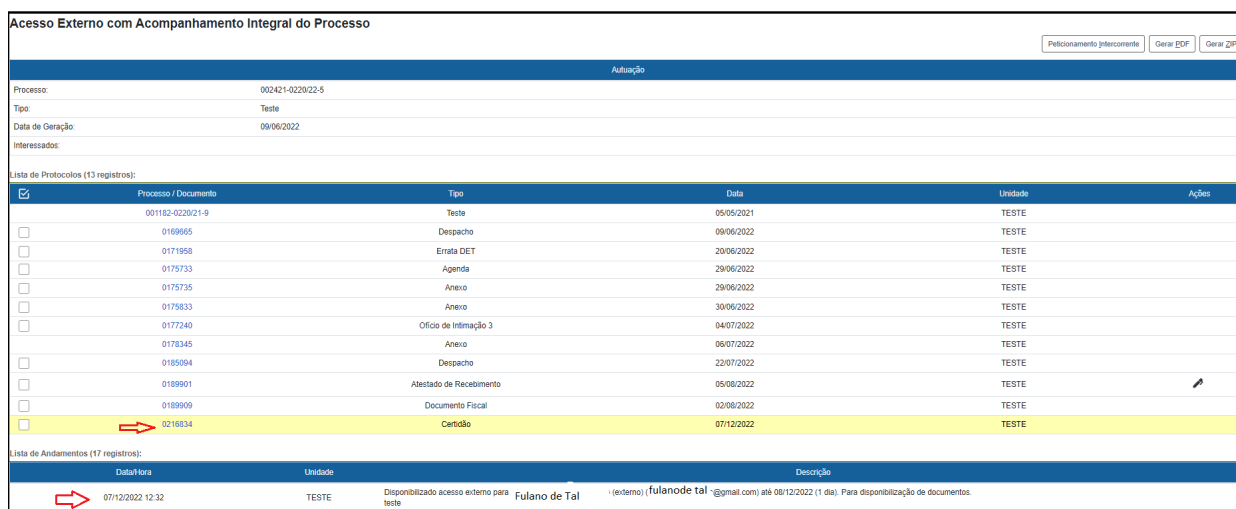 Acesso Externo com Acompanhamento Integral do Processo
Peticionamento Intercorrente Gerar PDF Gerar ZIP
Autuação
Processo: 002421-0220/22-5
Tipo: Teste
Data de Geração: 09/06/2022
Interessados:
Lista de Protocolos (13 registros):
Processo / Documento Tipo Data Unidade Ações
001182-0220/21-9 Teste 05/05/2021 TESTE
0169665 Despacho 09/06/2022 TESTE
0171958 Errata DET 20/06/2022 TESTE
0175733 Agenda 29/06/2022 TESTE
0175735 Anexo 29/06/2022 TESTE
0175833 Anexo 30/06/2022 TESTE
0177240 Ofício de Intimação 3 04/07/2022 TESTE
0178345 Anexo 06/07/2022 TESTE
0185094 Despacho 22/07/2022 TESTE
0189901 Atestado de Recebimento 05/08/2022 TESTE
0189909 Documento Fiscal 02/08/2022 TESTE
0216834 Certidão 07/12/2022 TESTE
Lista de Andamentos (17 registros):
Data/Hora Unidade Descrição
07/12/2022 12:32 TESTE Disponibilizado acesso externo para Fulano de Tal (externo) (fulanode tal @gmail.com) até 08/12/2022 (1 dia). Para disponibilização de documentos.
teste